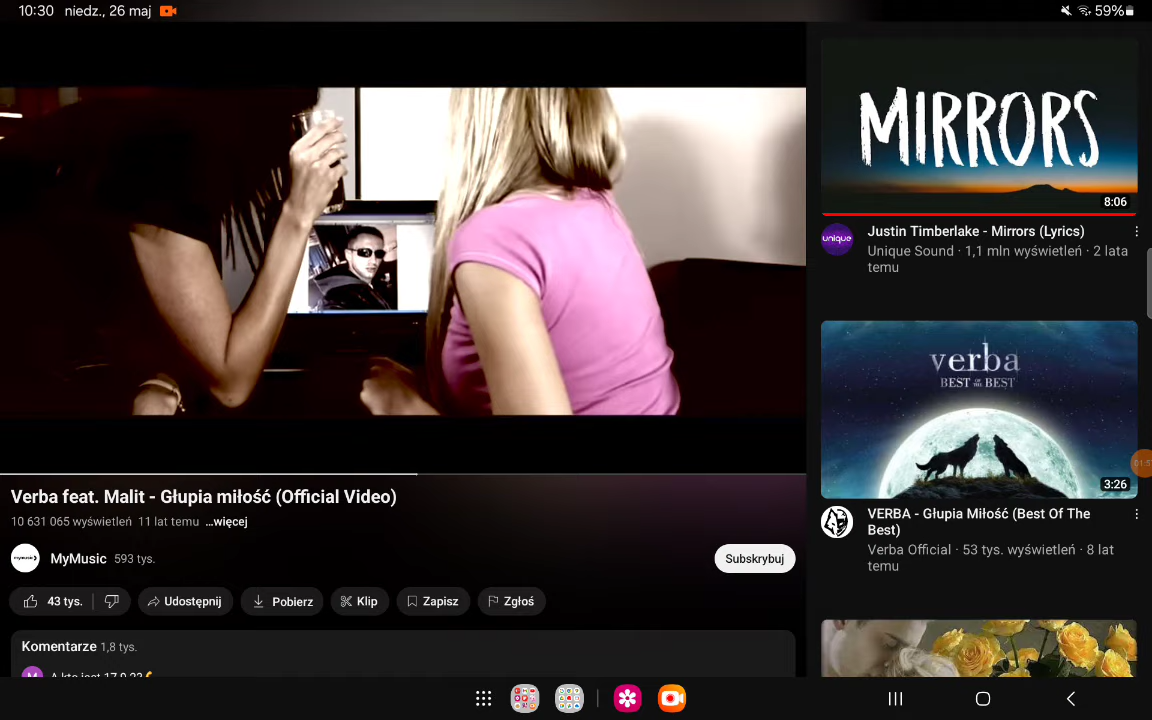 10:30 niedz., 26 maj
59%
MIRRORS
8:06
unique
Justin Timberlake - Mirrors (Lyrics)
Unique Sound · 1,1 mln wyświetleń · 2 lata
temu
verba
BEST OF THE BEST
3:26
VERBA - Głupia Miłość (Best Of The
Best)
Verba Official · 53 tys. wyświetleń · 8 lat
temu
01:57
Verba feat. Malit - Głupia miłość (Official Video)
10 631 065 wyświetleń 11 lat temu ...więcej
MyMusic 593 tys.
Subskrybuj
43 tys.
Udostępnij
Pobierz
Klip
Zapisz
Zgłoś
Komentarze 1,8 tys.